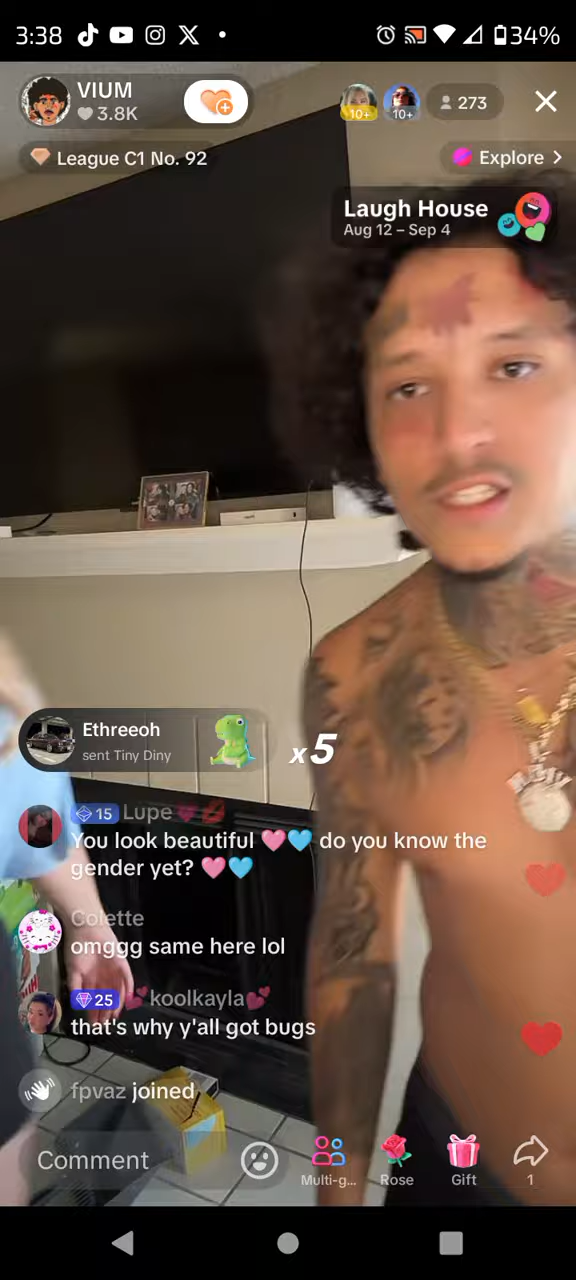 3:38
34%
VIUM
3.8K
10+
10+
273
League C1 No. 92
Explore
Laugh House
Aug 12 – Sep 4
Ethreeoh
sent Tiny Diny
x5
15 Lupe
You look beautiful 🩷🩵 do you know the
gender yet? 🩷🩵
Colette
omggg same here lol
25 💕koolkayla💕
that's why y'all got bugs
fpvaz joined
Comment
Multi-g...
Rose
Gift
1